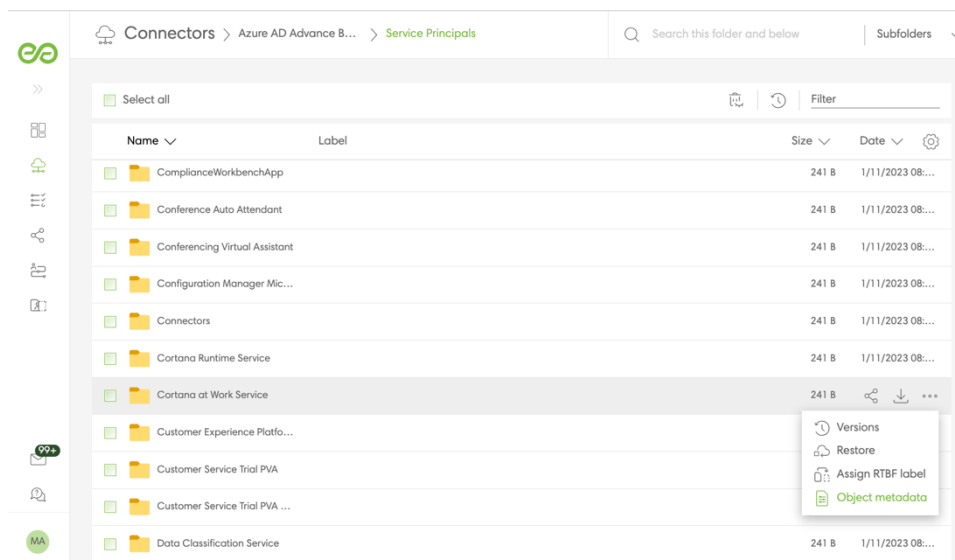 Connectors > Azure AD Advance B... > Service Principals
Search this folder and below
Subfolders
Select all
Filter
Name
Label
Size
Date
ComplianceWorkbenchApp 241 B 1/11/2023 08:...
Conference Auto Attendant 241 B 1/11/2023 08:...
Conferencing Virtual Assistant 241 B 1/11/2023 08:...
Configuration Manager Mic... 241 B 1/11/2023 08:...
Connectors 241 B 1/11/2023 08:...
Cortana Runtime Service 241 B 1/11/2023 08:...
Cortana at Work Service 241 B
Customer Experience Platfo...
Customer Service Trial PVA
Customer Service Trial PVA ...
Data Classification Service 241 B 1/11/2023 08:...
Versions
Restore
Assign RTBF label
Object metadata
99+
MA